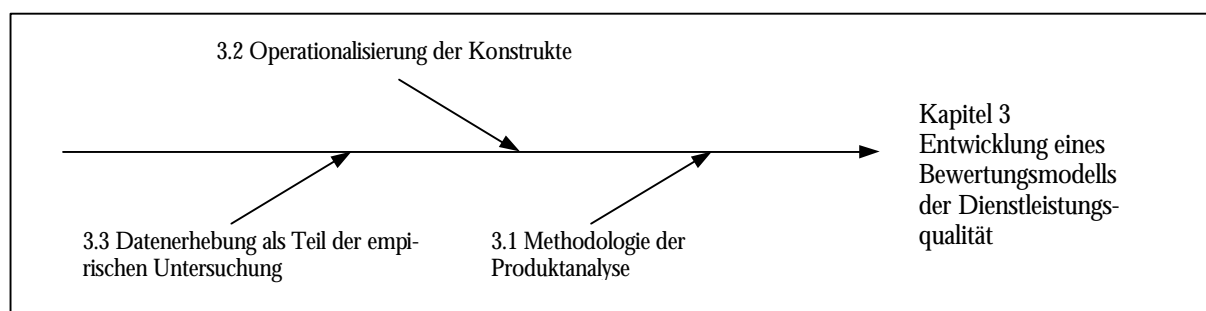 3.2 Operationalisierung der Konstrukte
Kapitel 3
Entwicklung eines
Bewertungsmodells
der Dienstleistungs-
qualität
3.3 Datenerhebung als Teil der empi-
rischen Untersuchung
3.1 Methodologie der
Produktanalyse